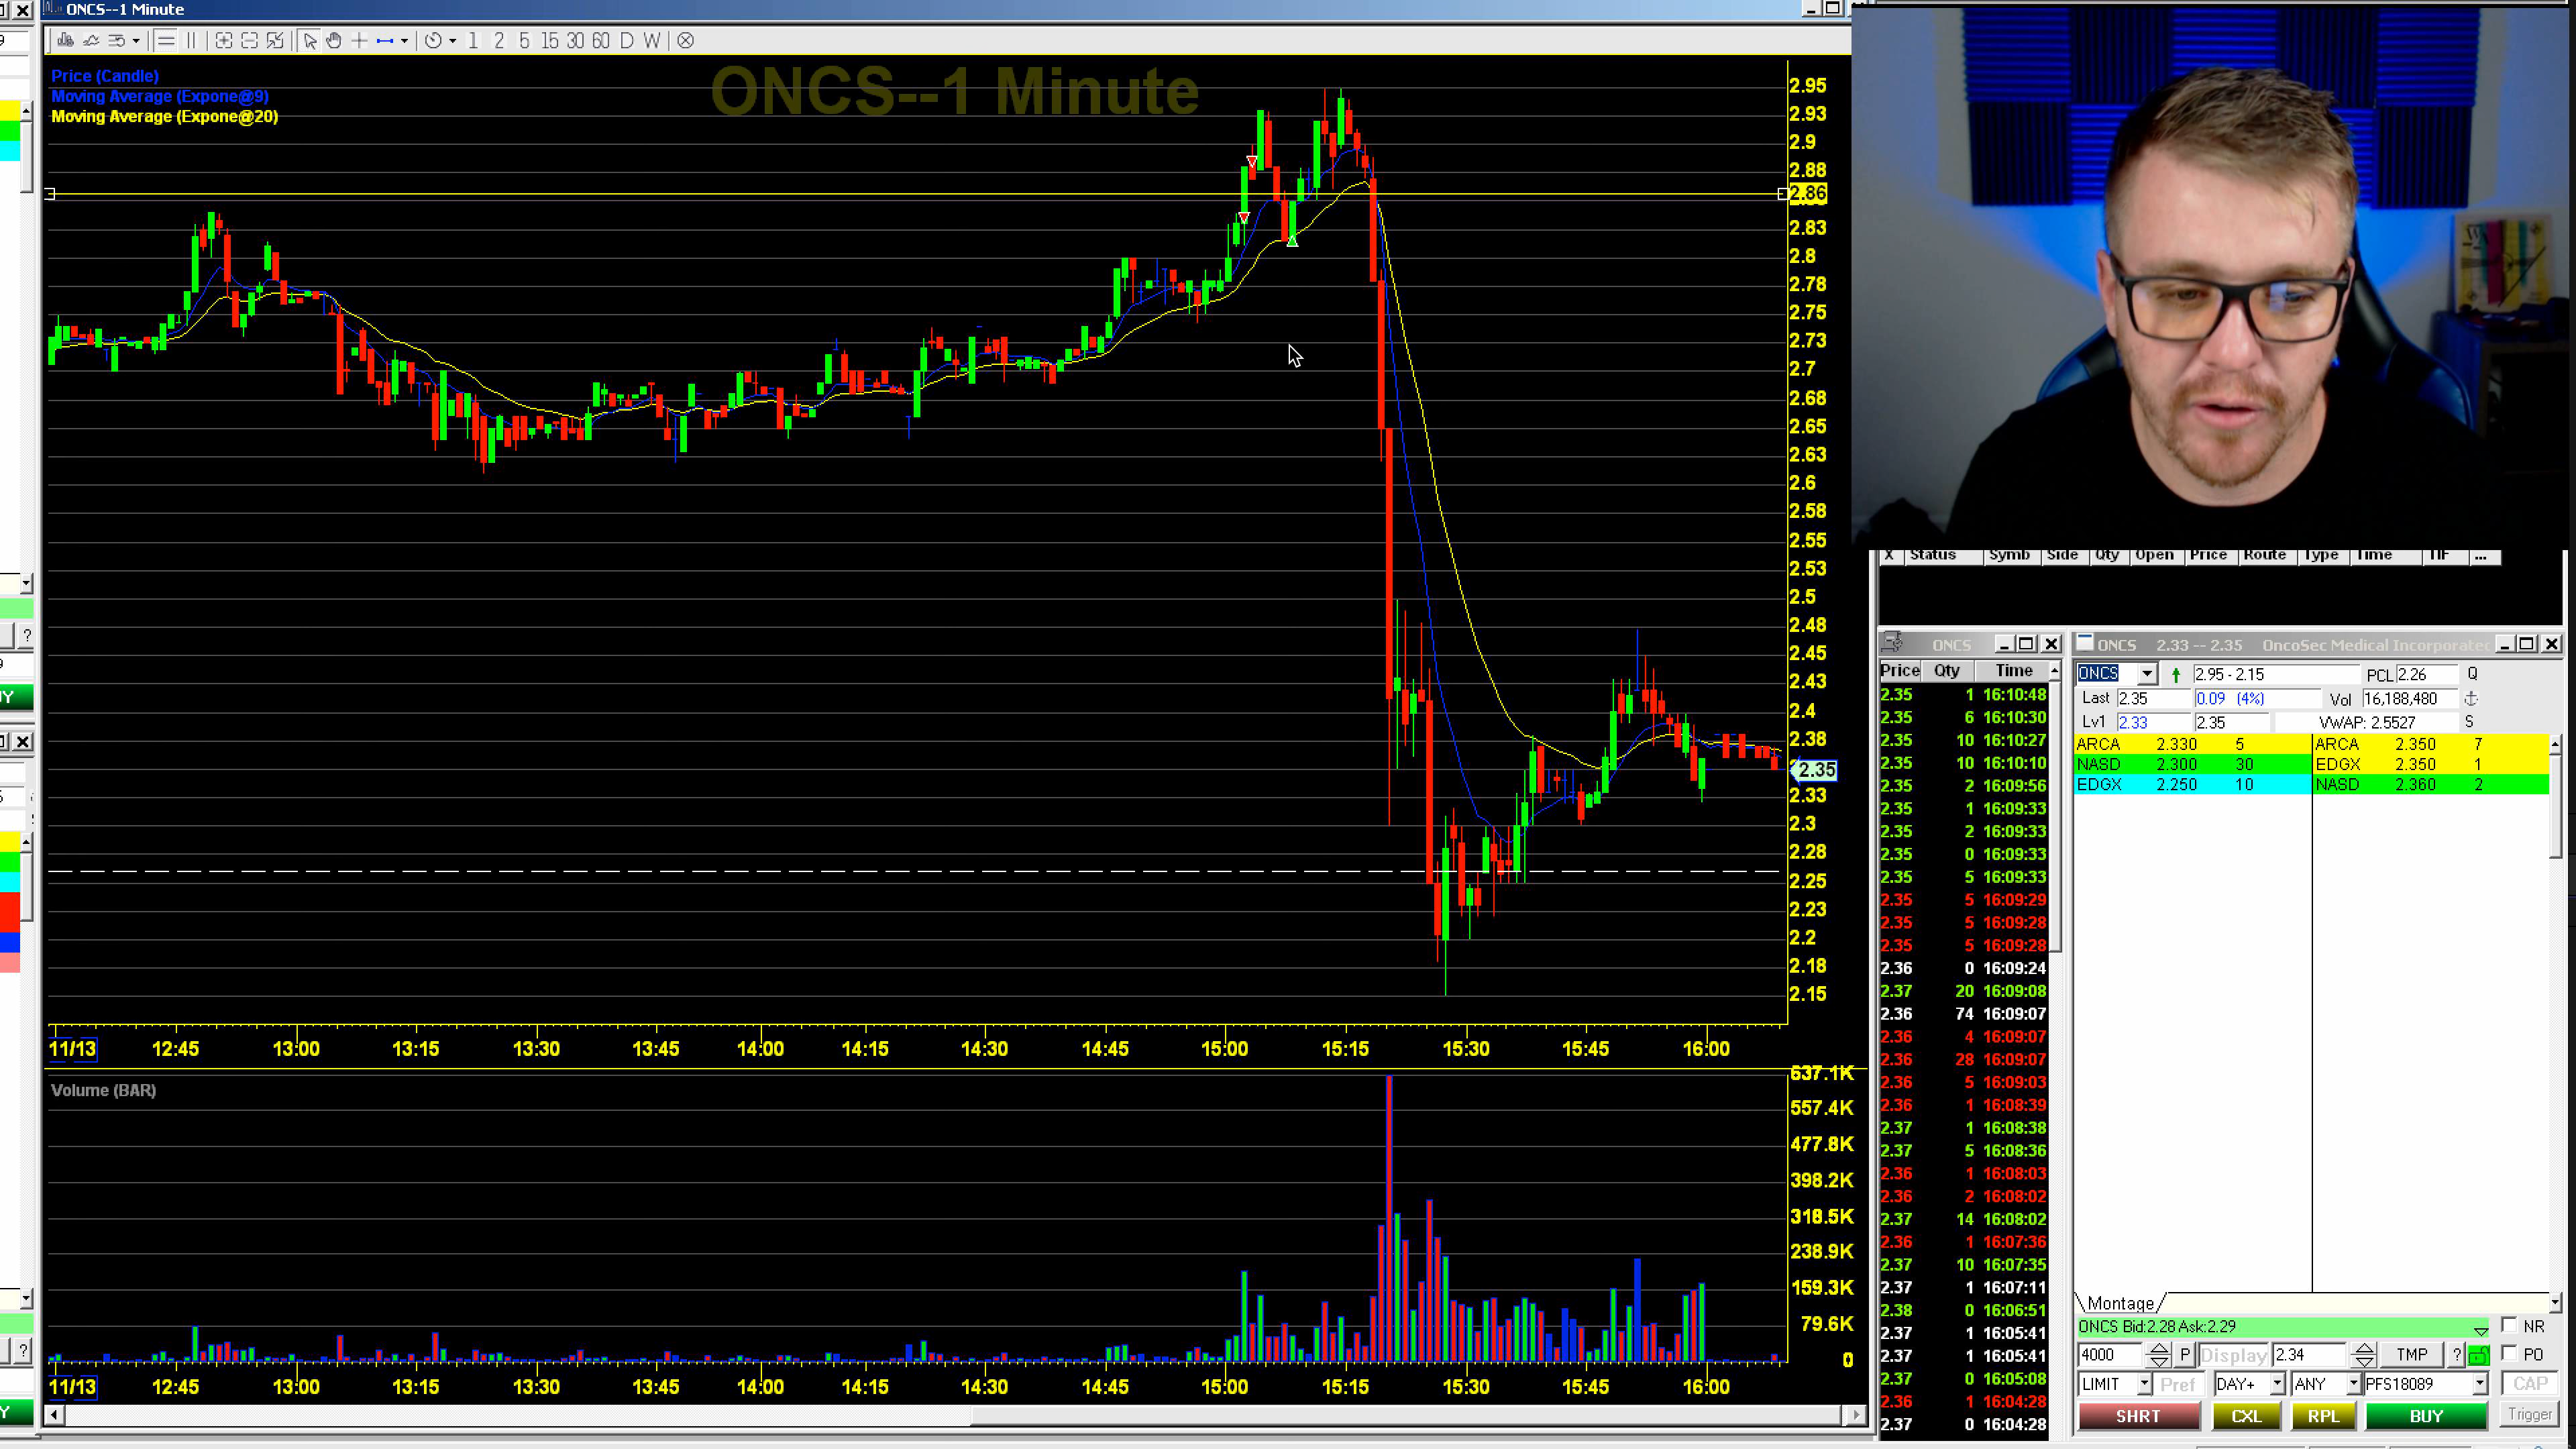 ONCS--1 Minute
1 2 5 15 30 60 D W
Price (Candle)
Moving Average (Expone@9)
Moving Average (Expone@20)
ONCS--1 Minute
2.95
2.93
2.9
2.88
2.86
2.83
2.8
2.78
2.75
2.73
2.7
2.68
2.65
2.63
2.6
2.58
2.55
2.53
2.5
2.48
2.45
2.43
2.4
2.38
2.35
2.33
2.3
2.28
2.25
2.23
2.2
2.18
2.15
11/13 12:45 13:00 13:15 13:30 13:45 14:00 14:15 14:30 14:45 15:00 15:15 15:30 15:45 16:00
Volume (BAR)
637.1K
557.4K
477.8K
398.2K
318.5K
238.9K
159.3K
79.6K
0
11/13 12:45 13:00 13:15 13:30 13:45 14:00 14:15 14:30 14:45 15:00 15:15 15:30 15:45 16:00
X Status Symb Side Qty Open Price Route Type Time TIF ...
ONCS
Price Qty Time
2.35 1 16:10:48
2.35 6 16:10:30
2.35 10 16:10:27
2.35 10 16:10:10
2.35 2 16:09:56
2.35 1 16:09:33
2.35 2 16:09:33
2.35 0 16:09:33
2.35 5 16:09:33
2.35 5 16:09:29
2.35 5 16:09:28
2.35 5 16:09:28
2.36 0 16:09:24
2.37 20 16:09:08
2.36 74 16:09:07
2.36 4 16:09:07
2.36 28 16:09:07
2.36 5 16:09:03
2.36 1 16:08:39
2.37 1 16:08:38
2.37 5 16:08:36
2.36 1 16:08:03
2.36 2 16:08:02
2.37 14 16:08:02
2.36 1 16:07:36
2.37 10 16:07:35
2.37 1 16:07:11
2.38 0 16:06:51
2.37 1 16:05:41
2.37 1 16:05:41
2.37 0 16:05:08
2.36 1 16:04:28
2.37 0 16:04:28
ONCS 2.33 -- 2.35 OncoSec Medical Incorporated
ONCS 2.95 - 2.15 PCL 2.26 Q
Last 2.35 0.09 (4%) Vol 16,188,480
Lv1 2.33 2.35 VWAP: 2.5527 S
ARCA 2.330 5 ARCA 2.350 7
NASD 2.300 30 EDGX 2.350 1
EDGX 2.250 10 NASD 2.360 2
Montage
ONCS Bid:2.28 Ask:2.29 NR
4000 P Display 2.34 TMP ? PO
LIMIT Pref DAY+ ANY PFS18089 CAP
SHRT CXL RPL BUY Trigger